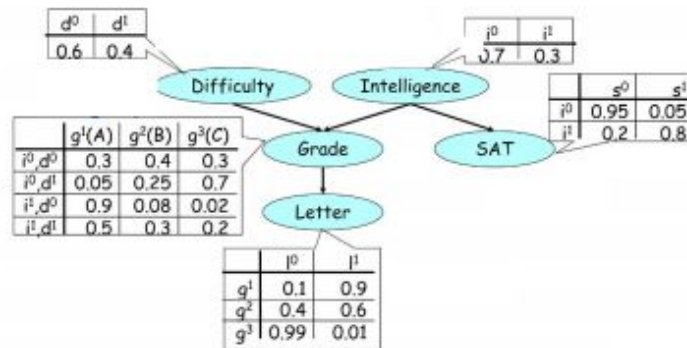 d⁰ d¹
0.6 0.4
i⁰ i¹
0.7 0.3
Difficulty
Intelligence
s⁰ s¹
i⁰ 0.95 0.05
i¹ 0.2 0.8
g¹(A) g²(B) g³(C)
i⁰,d⁰ 0.3 0.4 0.3
i⁰,d¹ 0.05 0.25 0.7
i¹,d⁰ 0.9 0.08 0.02
i¹,d¹ 0.5 0.3 0.2
Grade
SAT
Letter
l⁰ l¹
g¹ 0.1 0.9
g² 0.4 0.6
g³ 0.99 0.01